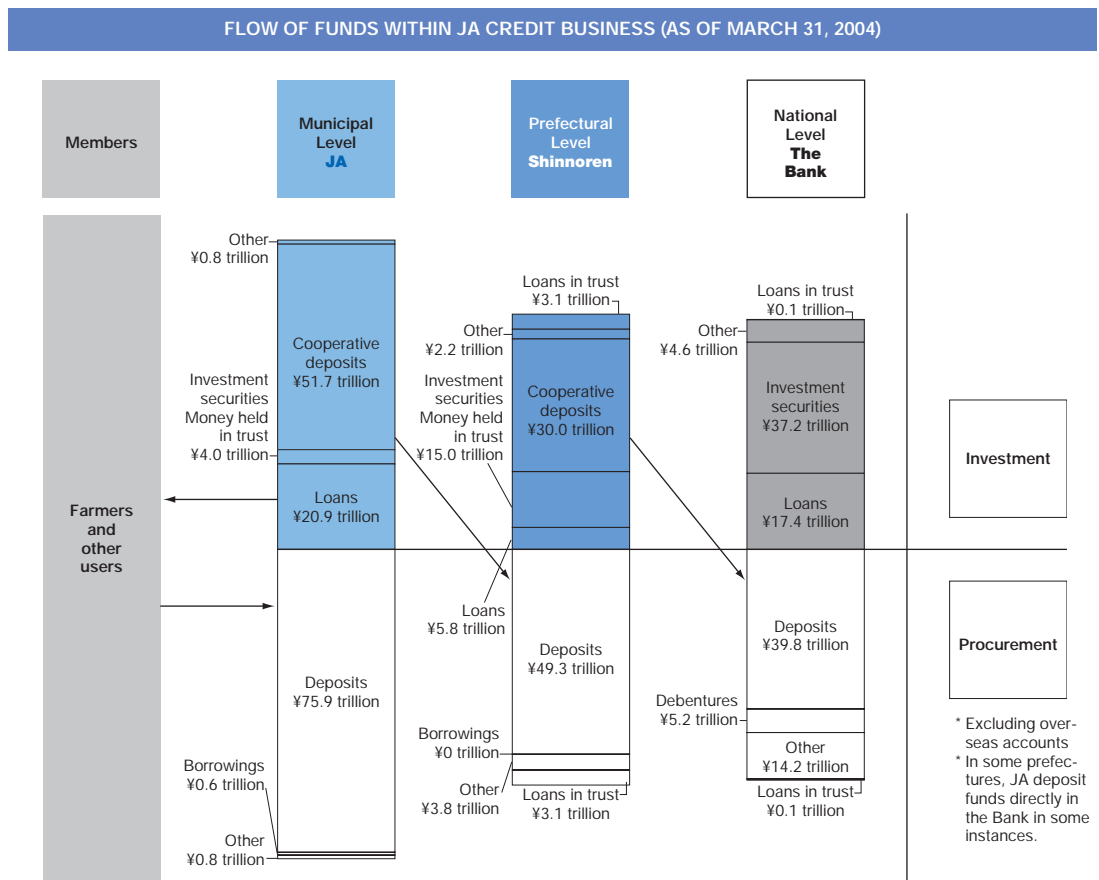 FLOW OF FUNDS WITHIN JA CREDIT BUSINESS (AS OF MARCH 31, 2004)
Members
Municipal
Level
JA
Prefectural
Level
Shinnoren
National
Level
The
Bank
Farmers
and
other
users
Other
¥0.8 trillion
Cooperative
deposits
¥51.7 trillion
Investment
securities
Money held
in trust
¥4.0 trillion
Loans
¥20.9 trillion
Deposits
¥75.9 trillion
Borrowings
¥0.6 trillion
Other
¥0.8 trillion
Loans in trust
¥3.1 trillion
Other
¥2.2 trillion
Cooperative
deposits
¥30.0 trillion
Investment
securities
Money held
in trust
¥15.0 trillion
Loans
¥5.8 trillion
Deposits
¥49.3 trillion
Borrowings
¥0 trillion
Other
¥3.8 trillion
Loans in trust
¥3.1 trillion
Loans in trust
¥0.1 trillion
Other
¥4.6 trillion
Investment
securities
¥37.2 trillion
Loans
¥17.4 trillion
Deposits
¥39.8 trillion
Debentures
¥5.2 trillion
Other
¥14.2 trillion
Loans in trust
¥0.1 trillion
Investment
Procurement
* Excluding over-
seas accounts
* In some prefec-
tures, JA deposit
funds directly in
the Bank in some
instances.